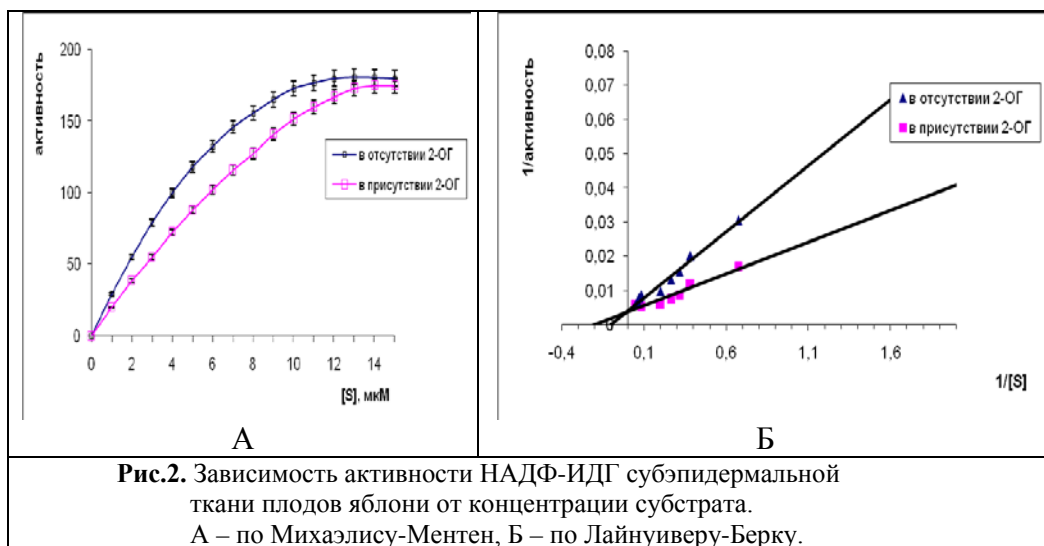 200
150
100
50
0
активность
0 2 4 6 8 10 12 14
[S], мкМ
в отсутствии 2-ОГ
в присутствии 2-ОГ
А
0,08
0,07
0,06
0,05
0,04
0,03
0,02
0,01
0
1/активность
-0,4 0,1 0,6 1,1 1,6
1/[S]
в отсутствии 2-ОГ
в присутствии 2-ОГ
Б
Рис.2. Зависимость активности НАДФ-ИДГ субэпидермальной
ткани плодов яблони от концентрации субстрата.
А – по Михаэлису-Ментен, Б – по Лайнуиверу-Берку.